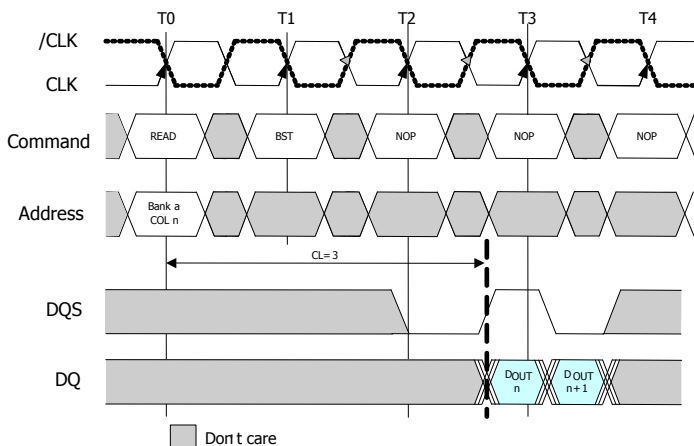 T0 T1 T2 T3 T4
/CLK
CLK
Command READ BST NOP NOP NOP
Address Bank a
COL n
CL= 3
DQS
DQ DOUT
n DOUT
n+1
Don't care